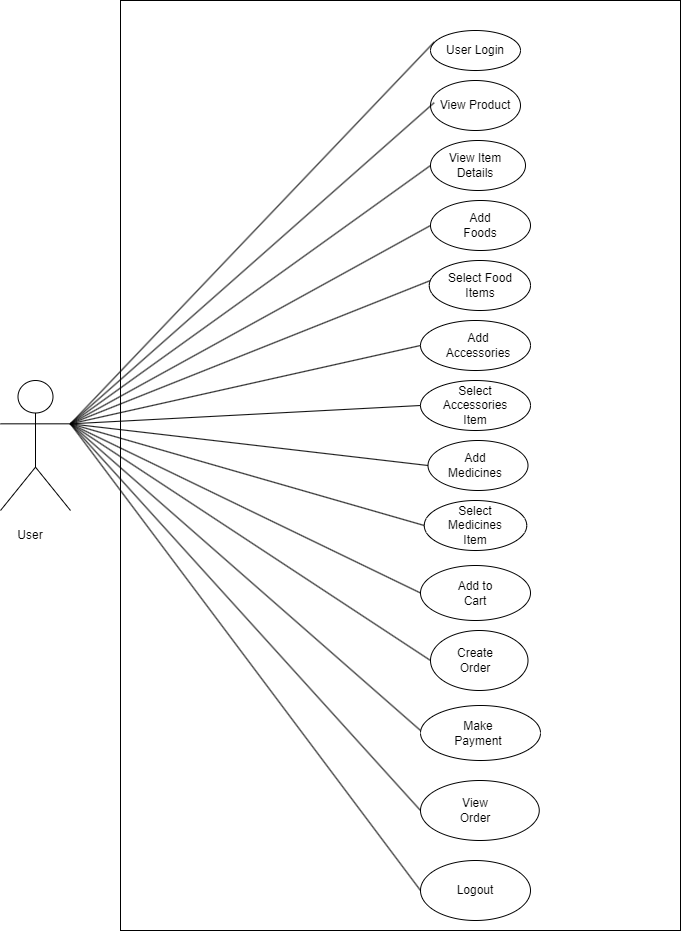 User Login
View Product
View Item
Details
Add
Foods
Select Food
Items
Add
Accessories
Select
Accessories
Item
Add
Medicines
Select
Medicines
Item
User
Add to
Cart
Create
Order
Make
Payment
View
Order
Logout